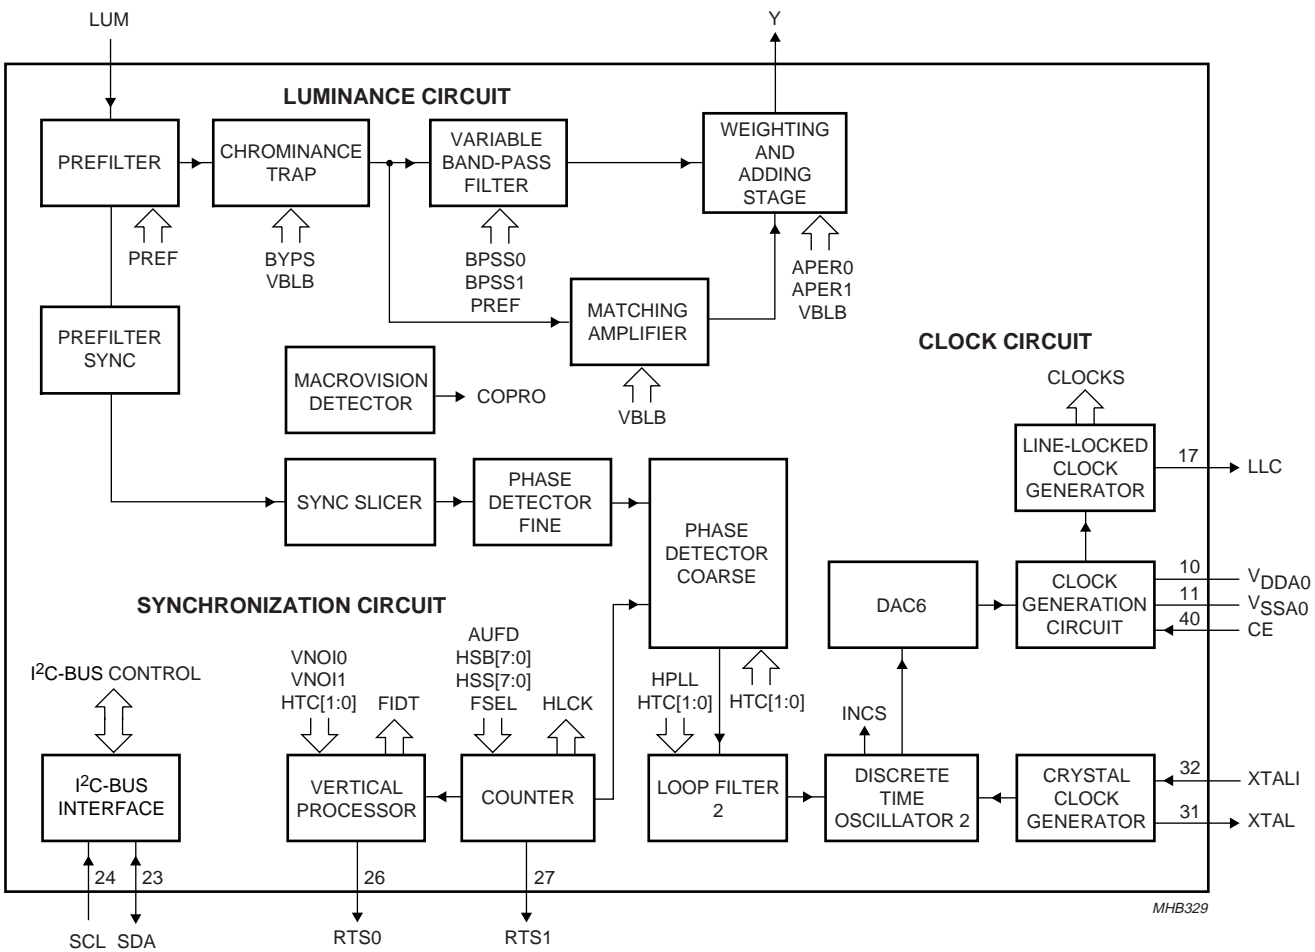 LUM
Y
LUMINANCE CIRCUIT
PREFILTER
CHROMINANCE
TRAP
VARIABLE
BAND-PASS
FILTER
WEIGHTING
AND
ADDING
STAGE
PREF
BYPS
VBLB
BPSS0
BPSS1
PREF
APER0
APER1
VBLB
PREFILTER
SYNC
MATCHING
AMPLIFIER
MACROVISION
DETECTOR
COPRO
VBLB
CLOCK CIRCUIT
CLOCKS
LINE-LOCKED
CLOCK
GENERATOR
17
LLC
SYNC SLICER
PHASE
DETECTOR
FINE
PHASE
DETECTOR
COARSE
DAC6
CLOCK
GENERATION
CIRCUIT
10
VDDA0
11
VSSA0
40
CE
SYNCHRONIZATION CIRCUIT
I2C-BUS CONTROL
VNOI0
VNOI1
HTC[1:0]
FIDT
AUFD
HSB[7:0]
HSS[7:0]
FSEL
HLCK
HPLL
HTC[1:0]
HTC[1:0]
INCS
I2C-BUS
INTERFACE
VERTICAL
PROCESSOR
COUNTER
LOOP FILTER
2
DISCRETE
TIME
OSCILLATOR 2
CRYSTAL
CLOCK
GENERATOR
32
XTALI
31
XTAL
24
23
26
27
SCL
SDA
RTS0
RTS1
MHB329